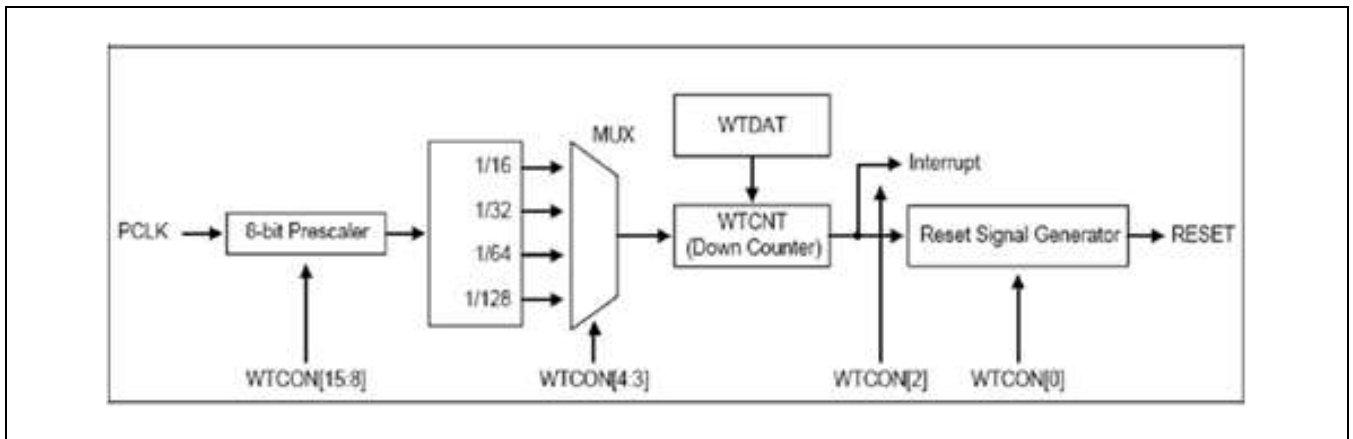 WTDAT
MUX
1/16
1/32
1/64
1/128
PCLK
8-bit Prescaler
WTCNT
(Down Counter)
Interrupt
Reset Signal Generator
RESET
WTCON[15:8]
WTCON[4:3]
WTCON[2]
WTCON[0]